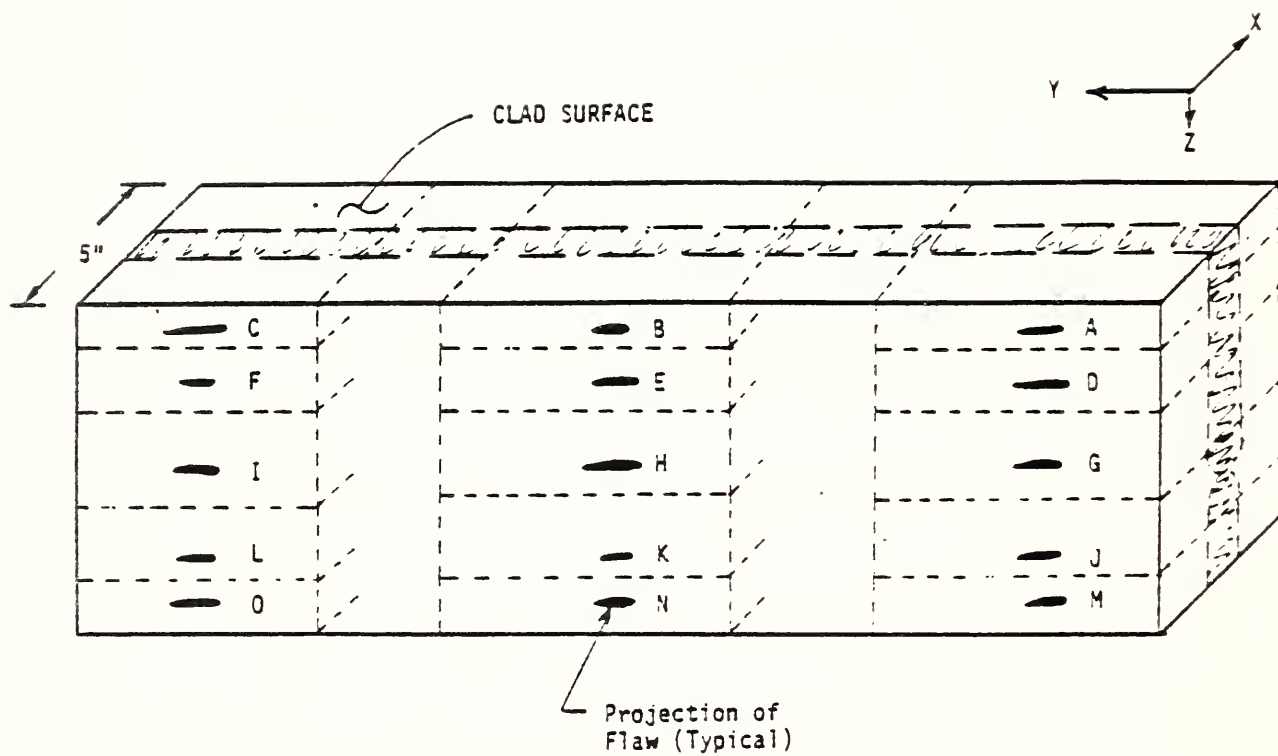 X
Y
Z
CLAD SURFACE
5"
C B A
F E D
I H G
L K J
O N M
Projection of
Flaw (Typical)